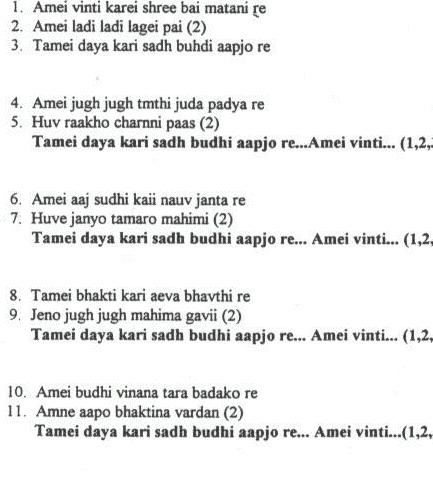 1. Amei vinti karei shree bai matani re
2. Amei ladi ladi lagei pai (2)
3. Tamei daya kari sadh buhdi aapjo re
4. Amei jugh jugh tmthi juda padya re
5. Huv raakho charnni paas (2)
Tamei daya kari sadh budhi aapjo re...Amei vinti... (1,2,
6. Amei aaj sudhi kaii nauv janta re
7. Huve janyo tamaro mahimi (2)
Tamei daya kari sadh budhi aapjo re... Amei vinti... (1,2,
8. Tamei bhakti kari aeva bhavthi re
9. Jeno jugh jugh mahima gavii (2)
Tamei daya kari sadh budhi aapjo re... Amei vinti... (1,2,
10. Amei budhi vinana tara badako re
11. Amne aapo bhaktina vardan (2)
Tamei daya kari sadh budhi aapjo re... Amei vinti...(1,2,